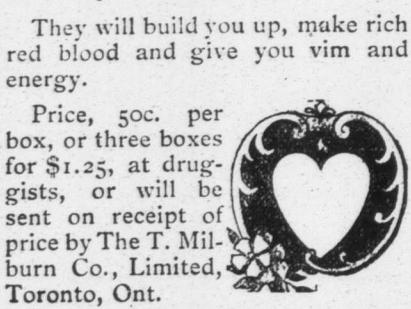 They will build you up, make rich
red blood and give you vim and
energy.
Price, 50c. per
box, or three boxes
for $1.25, at drug-
gists, or will be
sent on receipt of
price by The T. Mil-
burn Co., Limited,
Toronto, Ont.